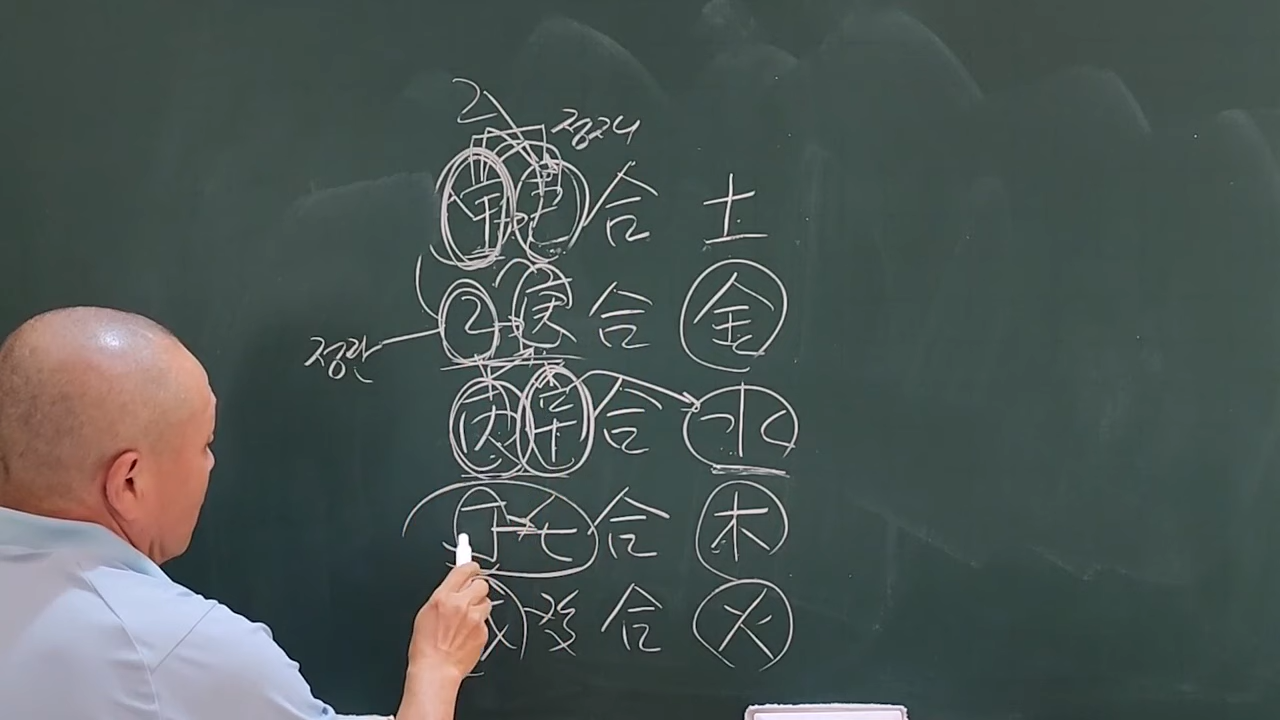 2 정재
甲己合 土
정관 乙庚合 金
丙辛合 水
丁壬合 木
戊癸合 火